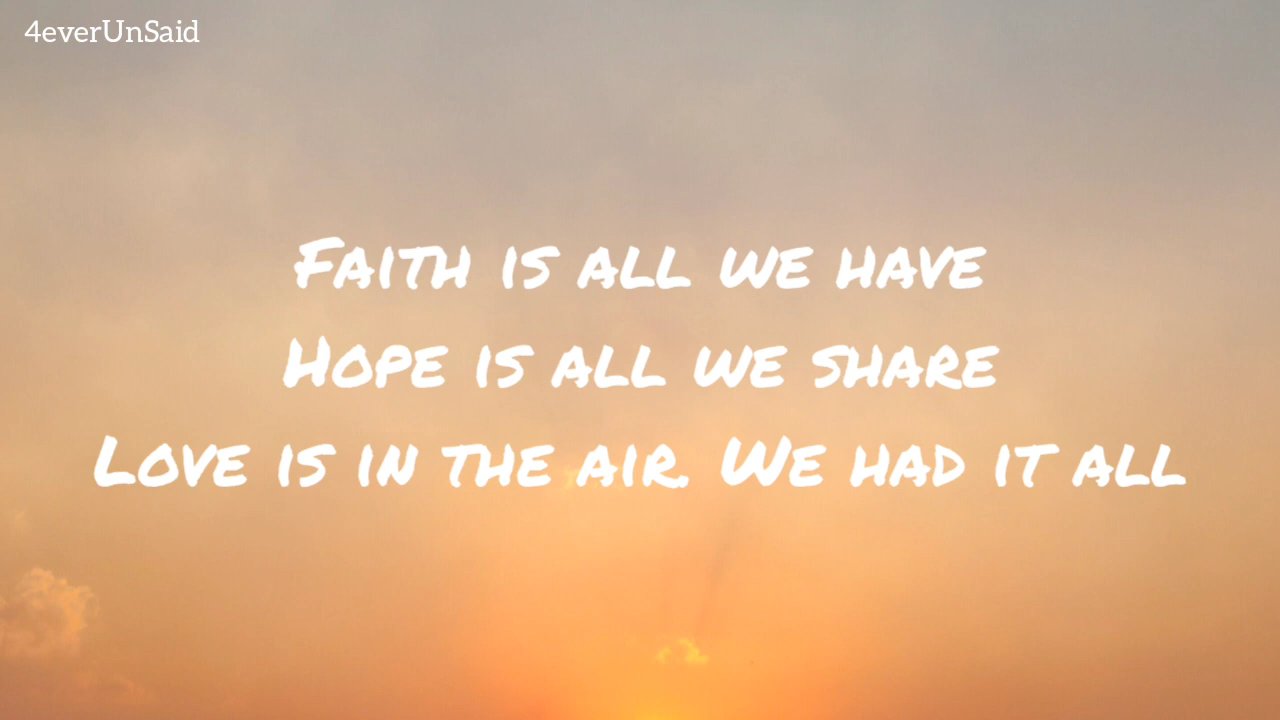 4everUnSaid
Faith is all we have
Hope is all we share
Love is in the air. We had it all